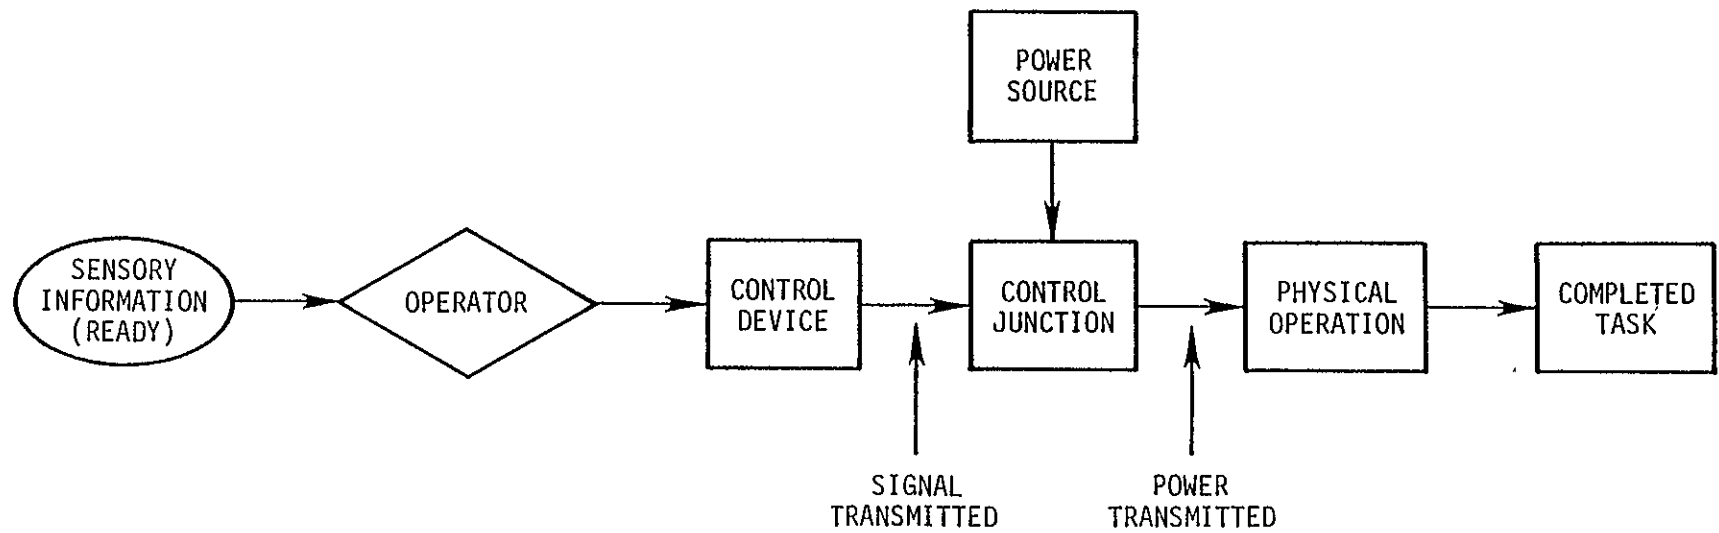 POWER
SOURCE
SENSORY
INFORMATION
(READY)
OPERATOR
CONTROL
DEVICE
CONTROL
JUNCTION
PHYSICAL
OPERATION
COMPLETED
TASK
SIGNAL
TRANSMITTED
POWER
TRANSMITTED